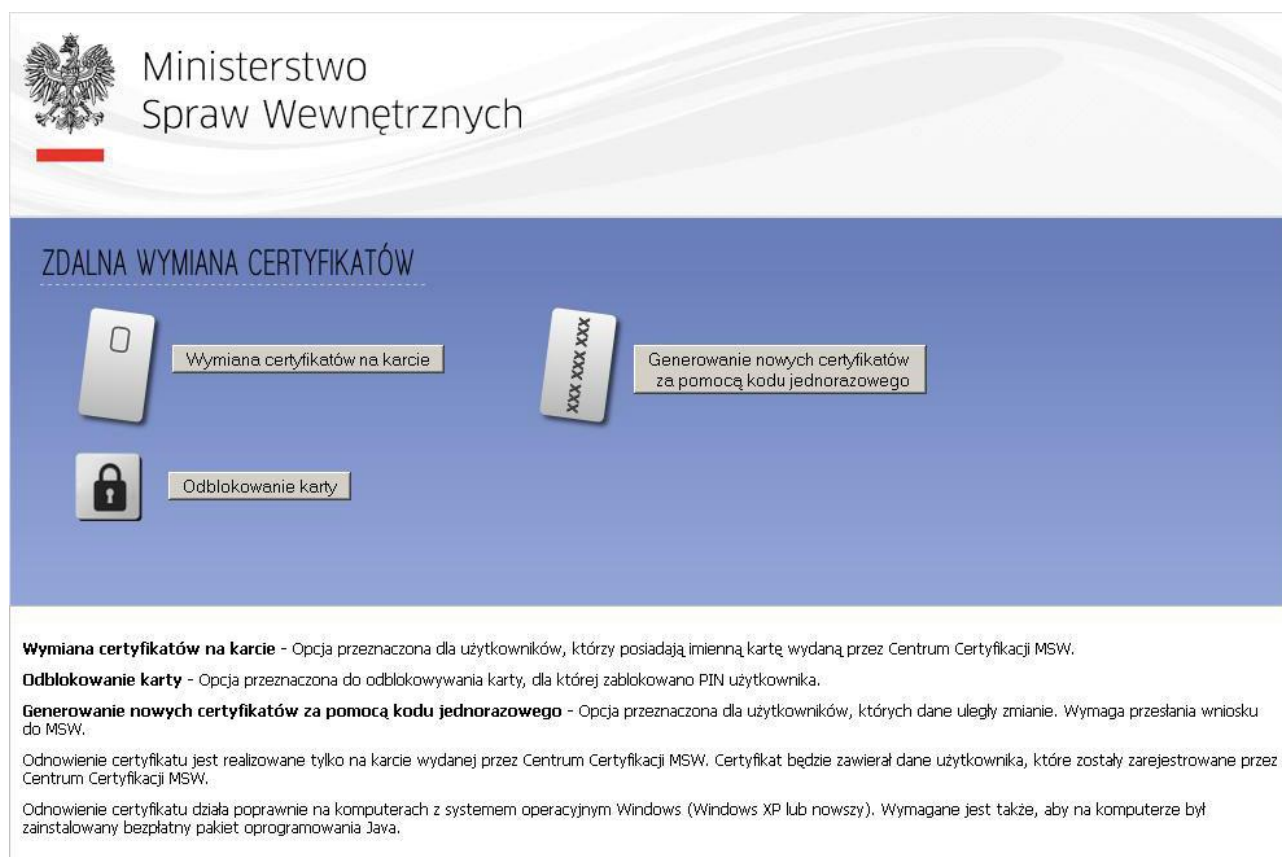 Ministerstwo
Spraw Wewnętrznych
ZDALNA WYMIANA CERTYFIKATÓW
Wymiana certyfikatów na karcie
XXX XXX XXX
Generowanie nowych certyfikatów
za pomocą kodu jednorazowego
Odblokowanie karty
Wymiana certyfikatów na karcie - Opcja przeznaczona dla użytkowników, którzy posiadają imienną kartę wydaną przez Centrum Certyfikacji MSW.
Odblokowanie karty - Opcja przeznaczona do odblokowywania karty, dla której zablokowano PIN użytkownika.
Generowanie nowych certyfikatów za pomocą kodu jednorazowego - Opcja przeznaczona dla użytkowników, których dane uległy zmianie. Wymaga przesłania wniosku
do MSW.
Odnowienie certyfikatu jest realizowane tylko na karcie wydanej przez Centrum Certyfikacji MSW. Certyfikat będzie zawierał dane użytkownika, które zostały zarejestrowane przez
Centrum Certyfikacji MSW.
Odnowienie certyfikatu działa poprawnie na komputerach z systemem operacyjnym Windows (Windows XP lub nowszy). Wymagane jest także, aby na komputerze był
zainstalowany bezpłatny pakiet oprogramowania Java.